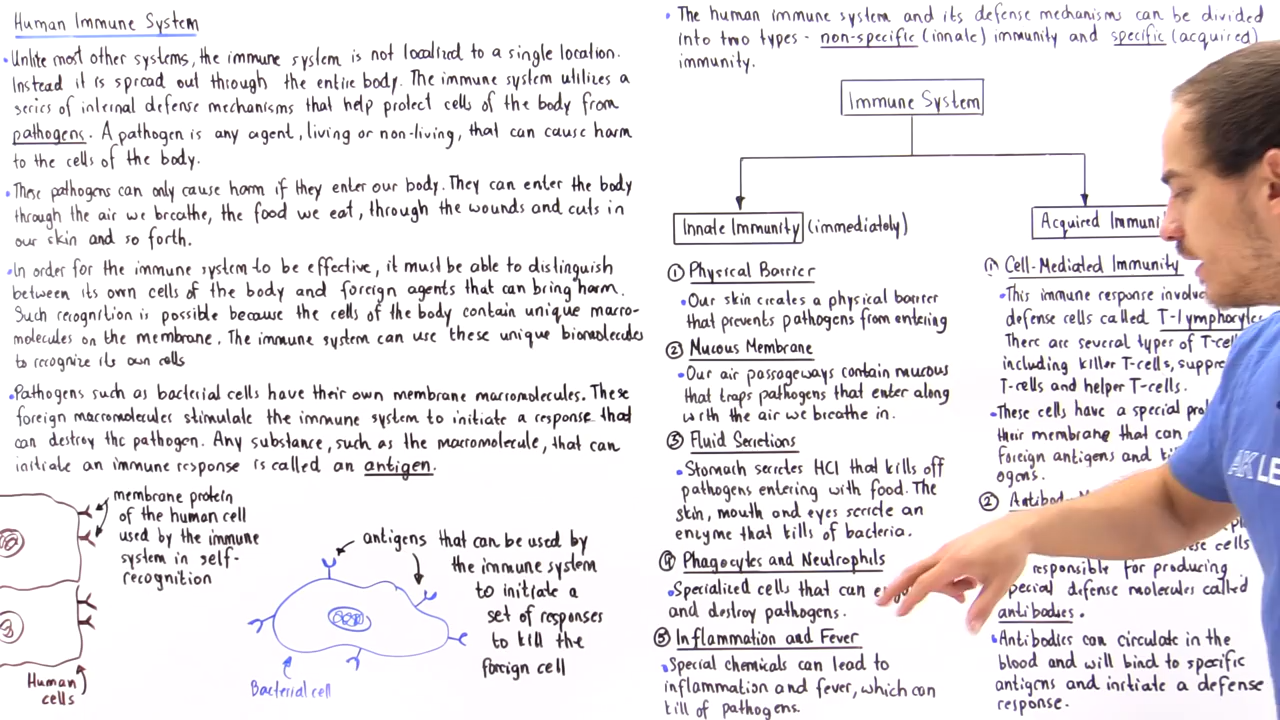 Human Immune System
• Unlike most other systems, the immune system is not localized to a single location.
Instead it is spread out through the entire body. The immune system utilizes a
series of internal defense mechanisms that help protect cells of the body from
pathogens. A pathogen is any agent, living or non-living, that can cause harm
to the cells of the body.
• These pathogens can only cause harm if they enter our body. They can enter the body
through the air we breathe, the food we eat, through the wounds and cuts in
our skin and so forth.
• In order for the immune system to be effective, it must be able to distinguish
between its own cells of the body and foreign agents that can bring harm.
Such recognition is possible because the cells of the body contain unique macro-
molecules on the membrane. The immune system can use these unique biomolecules
to recognize its own cells
• Pathogens such as bacterial cells have their own membrane macromolecules. These
foreign macromolecules stimulate the immune system to initiate a response that
can destroy the pathogen. Any substance, such as the macromolecule, that can
initiate an immune response is called an antigen.
membrane protein
of the human cell
used by the immune
system in self-
recognition
Human
cells
antigens that can be used by
the immune system
to initiate a
set of responses
to kill the
foreign cell
Bacterial cell
• The human immune system and its defense mechanisms can be divided
into two types - non-specific (innate) immunity and specific (acquired)
immunity.
Immune System
Innate Immunity (immediately)
① Physical Barrier
• Our skin creates a physical barrier
that prevents pathogens from entering
② Mucous Membrane
• Our air passageways contain mucous
that traps pathogens that enter along
with the air we breathe in.
③ Fluid Secretions
• Stomach secretes HCl that kills off
pathogens entering with food. The
skin, mouth and eyes secrete an
enzyme that kills of bacteria.
④ Phagocytes and Neutrophils
• Specialized cells that can
and destroy pathogens.
⑤ Inflammation and Fever
• Special chemicals can lead to
inflammation and fever, which can
kill of pathogens.
Acquired
① Cell-Mediated Immunity
• This immune response
defense cells called T-lymphocytes
There are several types of
including killer T-cells,
T-cells and helper T-cells.
• These cells have a special
their membrane that can
foreign antigens and
ogens.
②
cells
responsible for producing
special defense molecules called
antibodies.
• Antibodies can circulate in the
blood and will bind to specific
antigens and initiate a defense
response.
AK LE